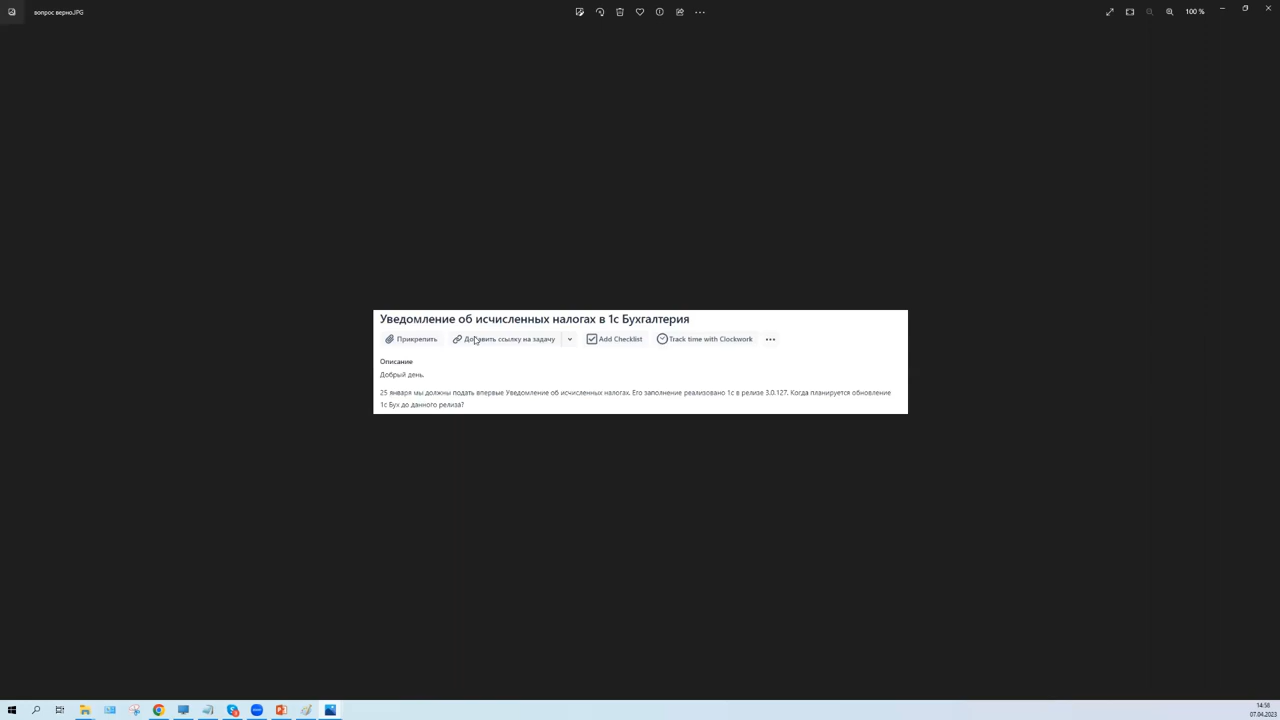 вопрос верно.JPG
100 %
Уведомление об исчисленных налогах в 1с Бухгалтерия
Прикрепить
Добавить ссылку на задачу
Add Checklist
Track time with Clockwork
Описание
Добрый день.
25 января мы должны подать впервые Уведомление об исчисленных налогах. Его заполнение реализовано 1с в релизе 3.0.127. Когда планируется обновление
1с Бух до данного релиза?
14:58
07.04.2023